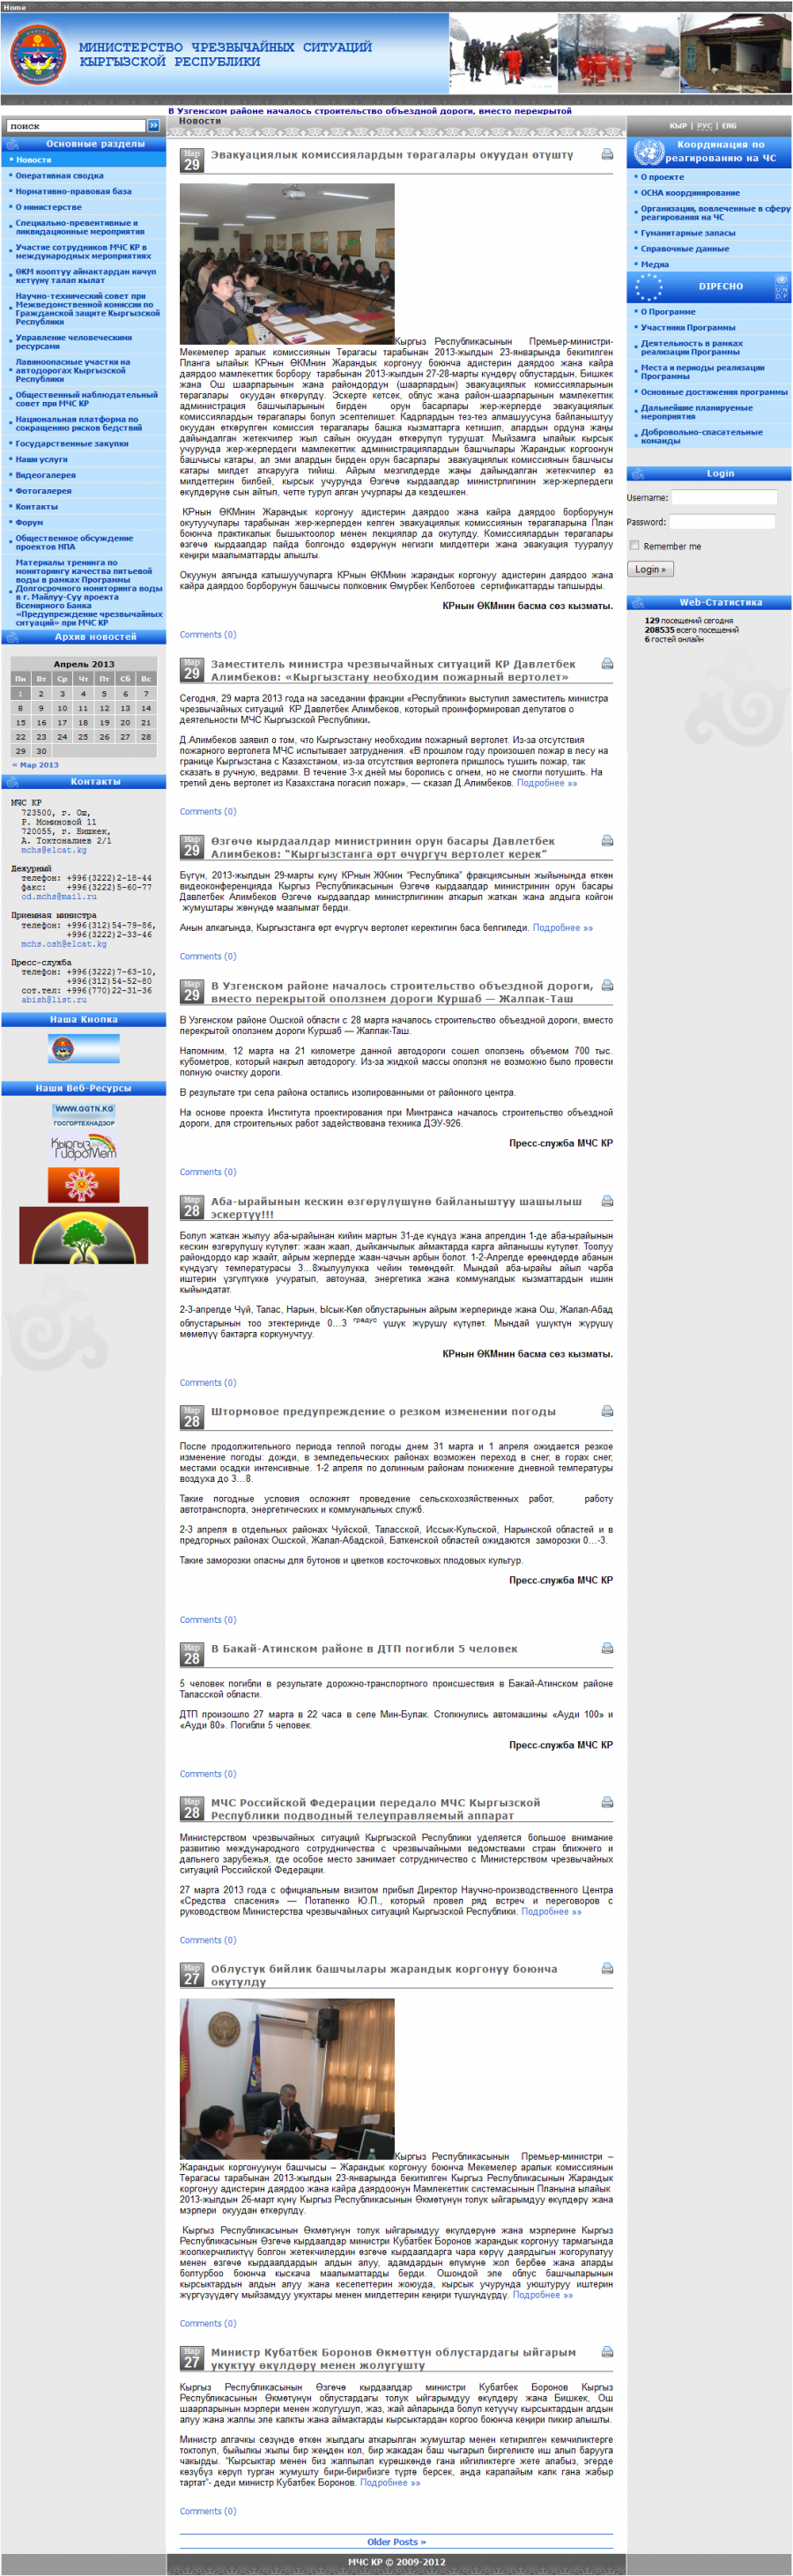 Home
МИНИСТЕРСТВО ЧРЕЗВЫЧАЙНЫХ СИТУАЦИЙ
КЫРГЫЗСКОЙ РЕСПУБЛИКИ
В Узгенском районе началось строительство объездной дороги, вместо перекрытой
поиск
Основные разделы
Новости
Оперативная сводка
Нормативно-правовая база
О министерстве
Специально-превентивные и
ликвидационные мероприятия
Участие сотрудников МЧС КР в
международных мероприятиях
ӨКМ кооптуу аймактардан көчүп
кетүүнү талап кылат
Научно-технический совет при
Межведомственной комиссии по
Гражданской защите Кыргызской
Республики
Управление человеческими
ресурсами
Лавиноопасные участки на
автодорогах Кыргызской
Республики
Общественный наблюдательный
совет при МЧС КР
Национальная платформа по
сокращению рисков бедствий
Государственные закупки
Наши услуги
Видеогалерея
Фотогалерея
Контакты
Форум
Общественное обсуждение
проектов НПА
Материалы тренинга по
мониторингу качества питьевой
воды в рамках Программы
Долгосрочного мониторинга воды
в г. Майлуу-Суу проекта
Всемирного Банка
«Предупреждение чрезвычайных
ситуаций» при МЧС КР
Архив новостей
Апрель 2013
Пн Вт Ср Чт Пт Сб Вс
1 2 3 4 5 6 7
8 9 10 11 12 13 14
15 16 17 18 19 20 21
22 23 24 25 26 27 28
29 30
« Мар 2013
Контакты
МЧС КР
723500, г. Ош,
Р. Моминовой 11
720055, г. Бишкек,
А. Токтоналиев 2/1
mchs@elcat.kg
Дежурный
телефон: +996(3222)2-18-44
факс: +996(3222)5-60-77
od.mchs@mail.ru
Приемная министра
телефон: +996(312)54-79-86,
+996(3222)2-33-46
mchs.osh@elcat.kg
Пресс-служба
телефон: +996(3222)7-63-10,
+996(312)54-52-80
сот.тел: +996(770)22-31-36
abish@list.ru
Наша Кнопка
Наши Веб-Ресурсы
WWW.GGTN.KG
ГОСГОРТЕХНАДЗОР
Кыргыз
ГидроМет
Новости
Мар
29
Эвакуациялык комиссиялардын төрагалары окуудан өтүштү
Кыргыз Республикасынын Премьер-министри-
Мекемелер аралык комиссиянын Төрагасы тарабынан 2013-жылдын 23-январында бекитилген
Планга ылайык КРнын ӨКМнин Жарандык коргонуу боюнча адистерин даярдоо жана кайра
даярдоо мамлекеттик борбору тарабынан 2013-жылдын 27-28-марты күндөрү облустардын, Бишкек
жана Ош шаарларынын жана райондордун (шаарлардын) эвакуациялык комиссияларынын
төрагалары окуудан өткөрүлдү. Эскерте кетсек, облус жана район-шаарларынын мамлекеттик
администрация башчыларынын бирден орун басарлары жер-жерлерде эвакуациялык
комиссиялардын төрагалары болуп эсептелишет. Кадрлардын тез-тез алмашуусуна байланыштуу
окуудан өткөрүлгөн комиссия төрагалары башка кызматтарга кетишип, алардын ордуна жаңы
дайындалган жетекчилер жыл сайын окуудан өткөрүлүп турушат. Мыйзамга ылайык кырсык
учурунда жер-жерлердеги мамлекеттик администрациялардын башчылары Жарандык коргоонун
башчысы катары, ал эми алардын бирден орун басарлары эвакуациялык комиссиянын башчысы
катары милдет аткарууга тийиш. Айрым мезгилдерде жаңы дайындалган жетекчилер өз
милдеттерин билбей, кырсык учурунда Өзгөчө кырдаалдар министрлигинин жер-жерлердеги
өкүлдөрүнө сын айтып, четте туруп алган учурлары да кездешкен.
КРнын ӨКМнин Жарандык коргонуу адистерин даярдоо жана кайра даярдоо борборунун
окутуучулары тарабынан жер-жерлерден келген эвакуациялык комиссиянын төрагаларына План
боюнча практикалык бышыктоолор менен лекциялар да окутулду. Комиссиялардын төрагалары
өзгөчө кырдаалдар пайда болгондо өздөрүнүн негизги милдеттери жана эвакуация тууралуу
кеңири маалыматтарды алышты.
Окуунун аягында катышуучуларга КРнын ӨКМнин жарандык коргонуу адистерин даярдоо жана
кайра даярдоо борборунун башчысы полковник Өмүрбек Келботоев сертификаттарды тапшырды.
КРнын ӨКМнин басма сөз кызматы.
Comments (0)
Мар
29
Заместитель министра чрезвычайных ситуаций КР Давлетбек
Алимбеков: «Кыргызстану необходим пожарный вертолет»
Сегодня, 29 марта 2013 года на заседании фракции «Республики» выступил заместитель министра
чрезвычайных ситуаций КР Давлетбек Алимбеков, который проинформировал депутатов о
деятельности МЧС Кыргызской Республики.
Д.Алимбеков заявил о том, что Кыргызстану необходим пожарный вертолет. Из-за отсутствия
пожарного вертолета МЧС испытывает затруднения. «В прошлом году произошел пожар в лесу на
границе Кыргызстана с Казахстаном, из-за отсутствия вертолета пришлось тушить пожар, так
сказать в ручную, ведрами. В течение 3-х дней мы боролись с огнем, но не смогли потушить. На
третий день вертолет из Казахстана погасил пожар», — сказал Д.Алимбеков. Подробнее »»
Comments (0)
Мар
29
Өзгөчө кырдаалдар министринин орун басары Давлетбек
Алимбеков: “Кыргызстанга өрт өчүргүч вертолет керек”
Бүгүн, 2013-жылдын 29-марты күнү КРнын ЖКнин “Республика” фракциясынын жыйынында өткөн
видеоконференцияда Кыргыз Республикасынын Өзгөчө кырдаалдар министринин орун басары
Давлетбек Алимбеков Өзгөчө кырдаалдар министрлигинин аткарып жаткан жана алдыга койгон
жумуштары жөнүндө маалымат берди.
Анын алкагында, Кыргызстанга өрт өчүргүч вертолет керектигин баса белгиледи. Подробнее »»
Comments (0)
Мар
29
В Узгенском районе началось строительство объездной дороги,
вместо перекрытой оползнем дороги Куршаб — Жалпак-Таш
В Узгенском районе Ошской области с 28 марта началось строительство объездной дороги, вместо
перекрытой оползнем дороги Куршаб — Жалпак-Таш.
Напомним, 12 марта на 21 километре данной автодороги сошел оползень объемом 700 тыс.
кубометров, который накрыл автодорогу. Из-за жидкой массы оползня не возможно было провести
полную очистку дороги.
В результате три села района остались изолированными от районного центра.
На основе проекта Института проектирования при Минтранса началось строительство объездной
дороги, для строительных работ задействована техника ДЭУ-926.
Пресс-служба МЧС КР
Comments (0)
Мар
28
Аба-ырайынын кескин өзгөрүлүшүнө байланыштуу шашылыш
эскертүү!!!
Болуп жаткан жылуу аба-ырайынан кийин мартын 31-де күндүз жана апрелдин 1-де аба-ырайынын
кескин өзгөрүлүшү күтүлөт: жаан жаап, дыйканчылык аймактарда карга айланышы күтүлөт. Тоолуу
райондордо кар жаайт, айрым жерлерде жаан-чачын арбын болот. 1-2-Апрелде өрөөндөрдө абанын
күндүзгү температурасы 3…8жылуулукка чейин төмөндөйт. Мындай аба-ырайы айыл чарба
иштерин үзгүлтүккө учуратып, автоунаа, энергетика жана коммуналдык кызматтардын ишин
кыйындатат.
2-3-апрелде Чүй, Талас, Нарын, Ысык-Көл облустарынын айрым жерлеринде жана Ош, Жалал-Абад
облустарынын тоо этектеринде 0…3 градус үшүк жүрүшү күтүлөт. Мындай үшүктүн жүрүшү
мөмөлүү бактарга коркунучтуу.
КРнын ӨКМнин басма сөз кызматы.
Comments (0)
Мар
28
Штормовое предупреждение о резком изменении погоды
После продолжительного периода теплой погоды днем 31 марта и 1 апреля ожидается резкое
изменение погоды: дожди, в земледельческих районах возможен переход в снег, в горах снег,
местами осадки интенсивные. 1-2 апреля по долинным районам понижение дневной температуры
воздуха до 3…8.
Такие погодные условия осложнят проведение сельскохозяйственных работ, работу
автотранспорта, энергетических и коммунальных служб.
2-3 апреля в отдельных районах Чуйской, Таласской, Иссык-Кульской, Нарынской областей и в
предгорных районах Ошской, Жалал-Абадской, Баткенской областей ожидаются заморозки 0…-3.
Такие заморозки опасны для бутонов и цветков косточковых плодовых культур.
Пресс-служба МЧС КР
Comments (0)
Мар
28
В Бакай-Атинском районе в ДТП погибли 5 человек
5 человек погибли в результате дорожно-транспортного происшествия в Бакай-Атинском районе
Таласской области.
ДТП произошло 27 марта в 22 часа в селе Мин-Булак. Столкнулись автомашины «Ауди 100» и
«Ауди 80». Погибли 5 человек.
Пресс-служба МЧС КР
Comments (0)
Мар
28
МЧС Российской Федерации передало МЧС Кыргызской
Республики подводный телеуправляемый аппарат
Министерством чрезвычайных ситуаций Кыргызской Республики уделяется большое внимание
развитию международного сотрудничества с чрезвычайными ведомствами стран ближнего и
дальнего зарубежья, где особое место занимает сотрудничество с Министерством чрезвычайных
ситуаций Российской Федерации.
27 марта 2013 года с официальным визитом прибыл Директор Научно-производственного Центра
«Средства спасения» — Потапенко Ю.П., который провел ряд встреч и переговоров с
руководством Министерства чрезвычайных ситуаций Кыргызской Республики. Подробнее »»
Comments (0)
Мар
27
Облустук бийлик башчылары жарандык коргонуу боюнча
окутулду
Кыргыз Республикасынын Премьер-министри –
Жарандык коргонуунун башчысы – Жарандык коргонуу боюнча Мекемелер аралык комиссиянын
Төрагасы тарабынан 2013-жылдын 23-январында бекитилген Кыргыз Республикасынын Жарандык
коргонуу адистерин даярдоо жана кайра даярдоонун Мамлекеттик системасынын Планына ылайык
2013-жылдын 26-март күнү Кыргыз Республикасынын Өкмөтүнүн толук ыйгарымдуу өкүлдөрү жана
мэрлери окуудан өткөрүлдү.
Кыргыз Республикасынын Өкмөтүнүн толук ыйгарымдуу өкүлдөрүнө жана мэрлерине Кыргыз
Республикасынын Өзгөчө кырдаалдар министри Кубатбек Боронов жарандык коргонуу тармагында
жоопкерчиликтүү болгон жетекчилердин өзгөчө кырдаалдарга чара көрүү даярдыгын жогорулатуу
менен өзгөчө кырдаалдардын алдын алуу, адамдардын өлүмүнө жол бербөө жана аларды
болтурбоо боюнча кыскача маалыматтарды берди. Ошондой эле облус башчыларынын
кырсыктардын алдын алуу жана кесепеттерин жоюуда, кырсык учурунда уюштуруу иштерин
жүргүзүүдөгү мыйзамдуу укуктары менен милдеттерин кеңири түшүндүрдү. Подробнее »»
Comments (0)
Мар
27
Министр Кубатбек Боронов Өкмөттүн облустардагы ыйгарым
укуктуу өкүлдөрү менен жолугушту
Кыргыз Республикасынын Өзгөчө кырдаалдар министри Кубатбек Боронов Кыргыз
Республикасынын Өкмөтүнүн облустардагы толук ыйгарымдуу өкүлдөрү жана Бишкек, Ош
шаарларынын мэрлери менен жолугушуп, жаз, жай айларында болуп кетүүчү кырсыктардын алдын
алуу жана жалпы эле калкты жана аймактарды кырсыктардан коргоо боюнча кеңири пикир алышты.
Министр алгачкы сөзүндө өткөн жылдагы аткарылган жумуштар менен кетирилген кемчиликтерге
токтолуп, быйылкы жылы бир жеңден кол, бир жакадан баш чыгарып биргеликте иш алып барууга
чакырды. “Кырсыктар менен биз жалпылап күрөшкөндө гана ийгиликтерге жете алабыз, эгерде
көзүбүз көрүп турган жумушту бири-бирибизге түртө берсек, анда карапайым калк гана жабыр
тартат”- деди министр Кубатбек Боронов. Подробнее »»
Comments (0)
Older Posts »
КЫР | РУС | ENG
Координация по
реагированию на ЧС
О проекте
ОСНА координирование
Организации, вовлеченные в сферу
реагирования на ЧС
Гуманитарные запасы
Справочные данные
Медиа
DIPECHO
О Программе
Участники Программы
Деятельность в рамках
реализации Программы
Места и периоды реализации
Программы
Основные достижения программы
Дальнейшие планируемые
мероприятия
Добровольно-спасательные
команды
Login
Username:
Password:
Remember me
Login »
Web-Статистика
129 посещений сегодня
208535 всего посещений
6 гостей онлайн
МЧС КР © 2009-2012